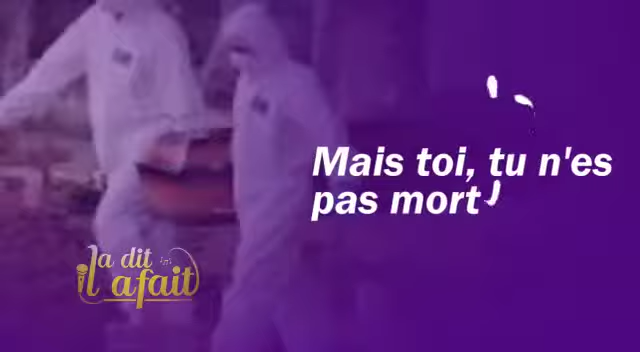 Mais toi, tu n'es
pas mort
Il a dit
il a fait